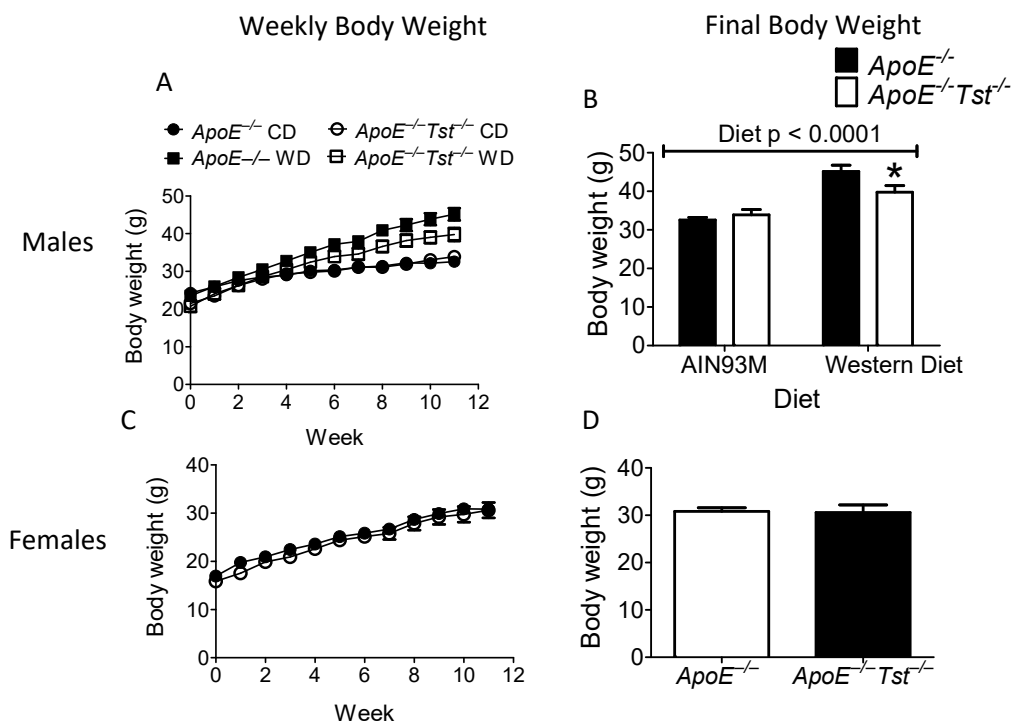 Weekly Body Weight
Final Body Weight
ApoE⁻/⁻
ApoE⁻/⁻Tst⁻/⁻
A
ApoE⁻/⁻ CD
ApoE⁻/⁻Tst⁻/⁻ CD
ApoE–/– WD
ApoE⁻/⁻Tst⁻/⁻ WD
Males
Body weight (g)
50
40
30
20
10
0
0 2 4 6 8 10 12
Week
B
Diet p < 0.0001
*
Body weight (g)
50
40
30
20
10
0
AIN93M Western Diet
Diet
C
Females
Body weight (g)
40
30
20
10
0
0 2 4 6 8 10 12
Week
D
Body weight (g)
40
30
20
10
0
ApoE⁻/⁻ ApoE⁻/⁻Tst⁻/⁻